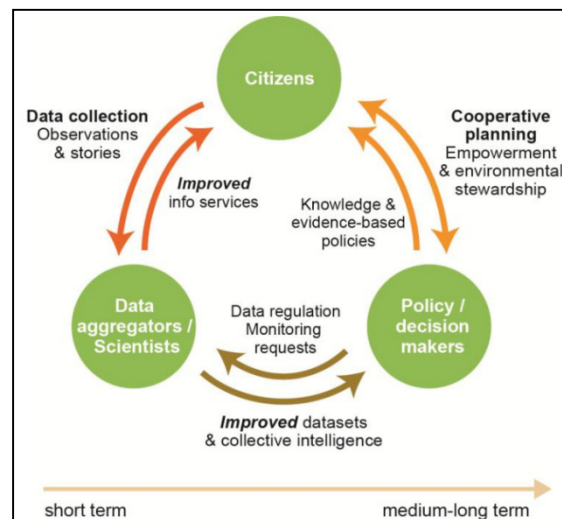 Citizens
Data collection
Observations
& stories
Improved
info services
Cooperative
planning
Empowerment
& environmental
stewardship
Knowledge &
evidence-based
policies
Data
aggregators /
Scientists
Data regulation
Monitoring
requests
Policy /
decision
makers
Improved datasets
& collective intelligence
short term
medium-long term